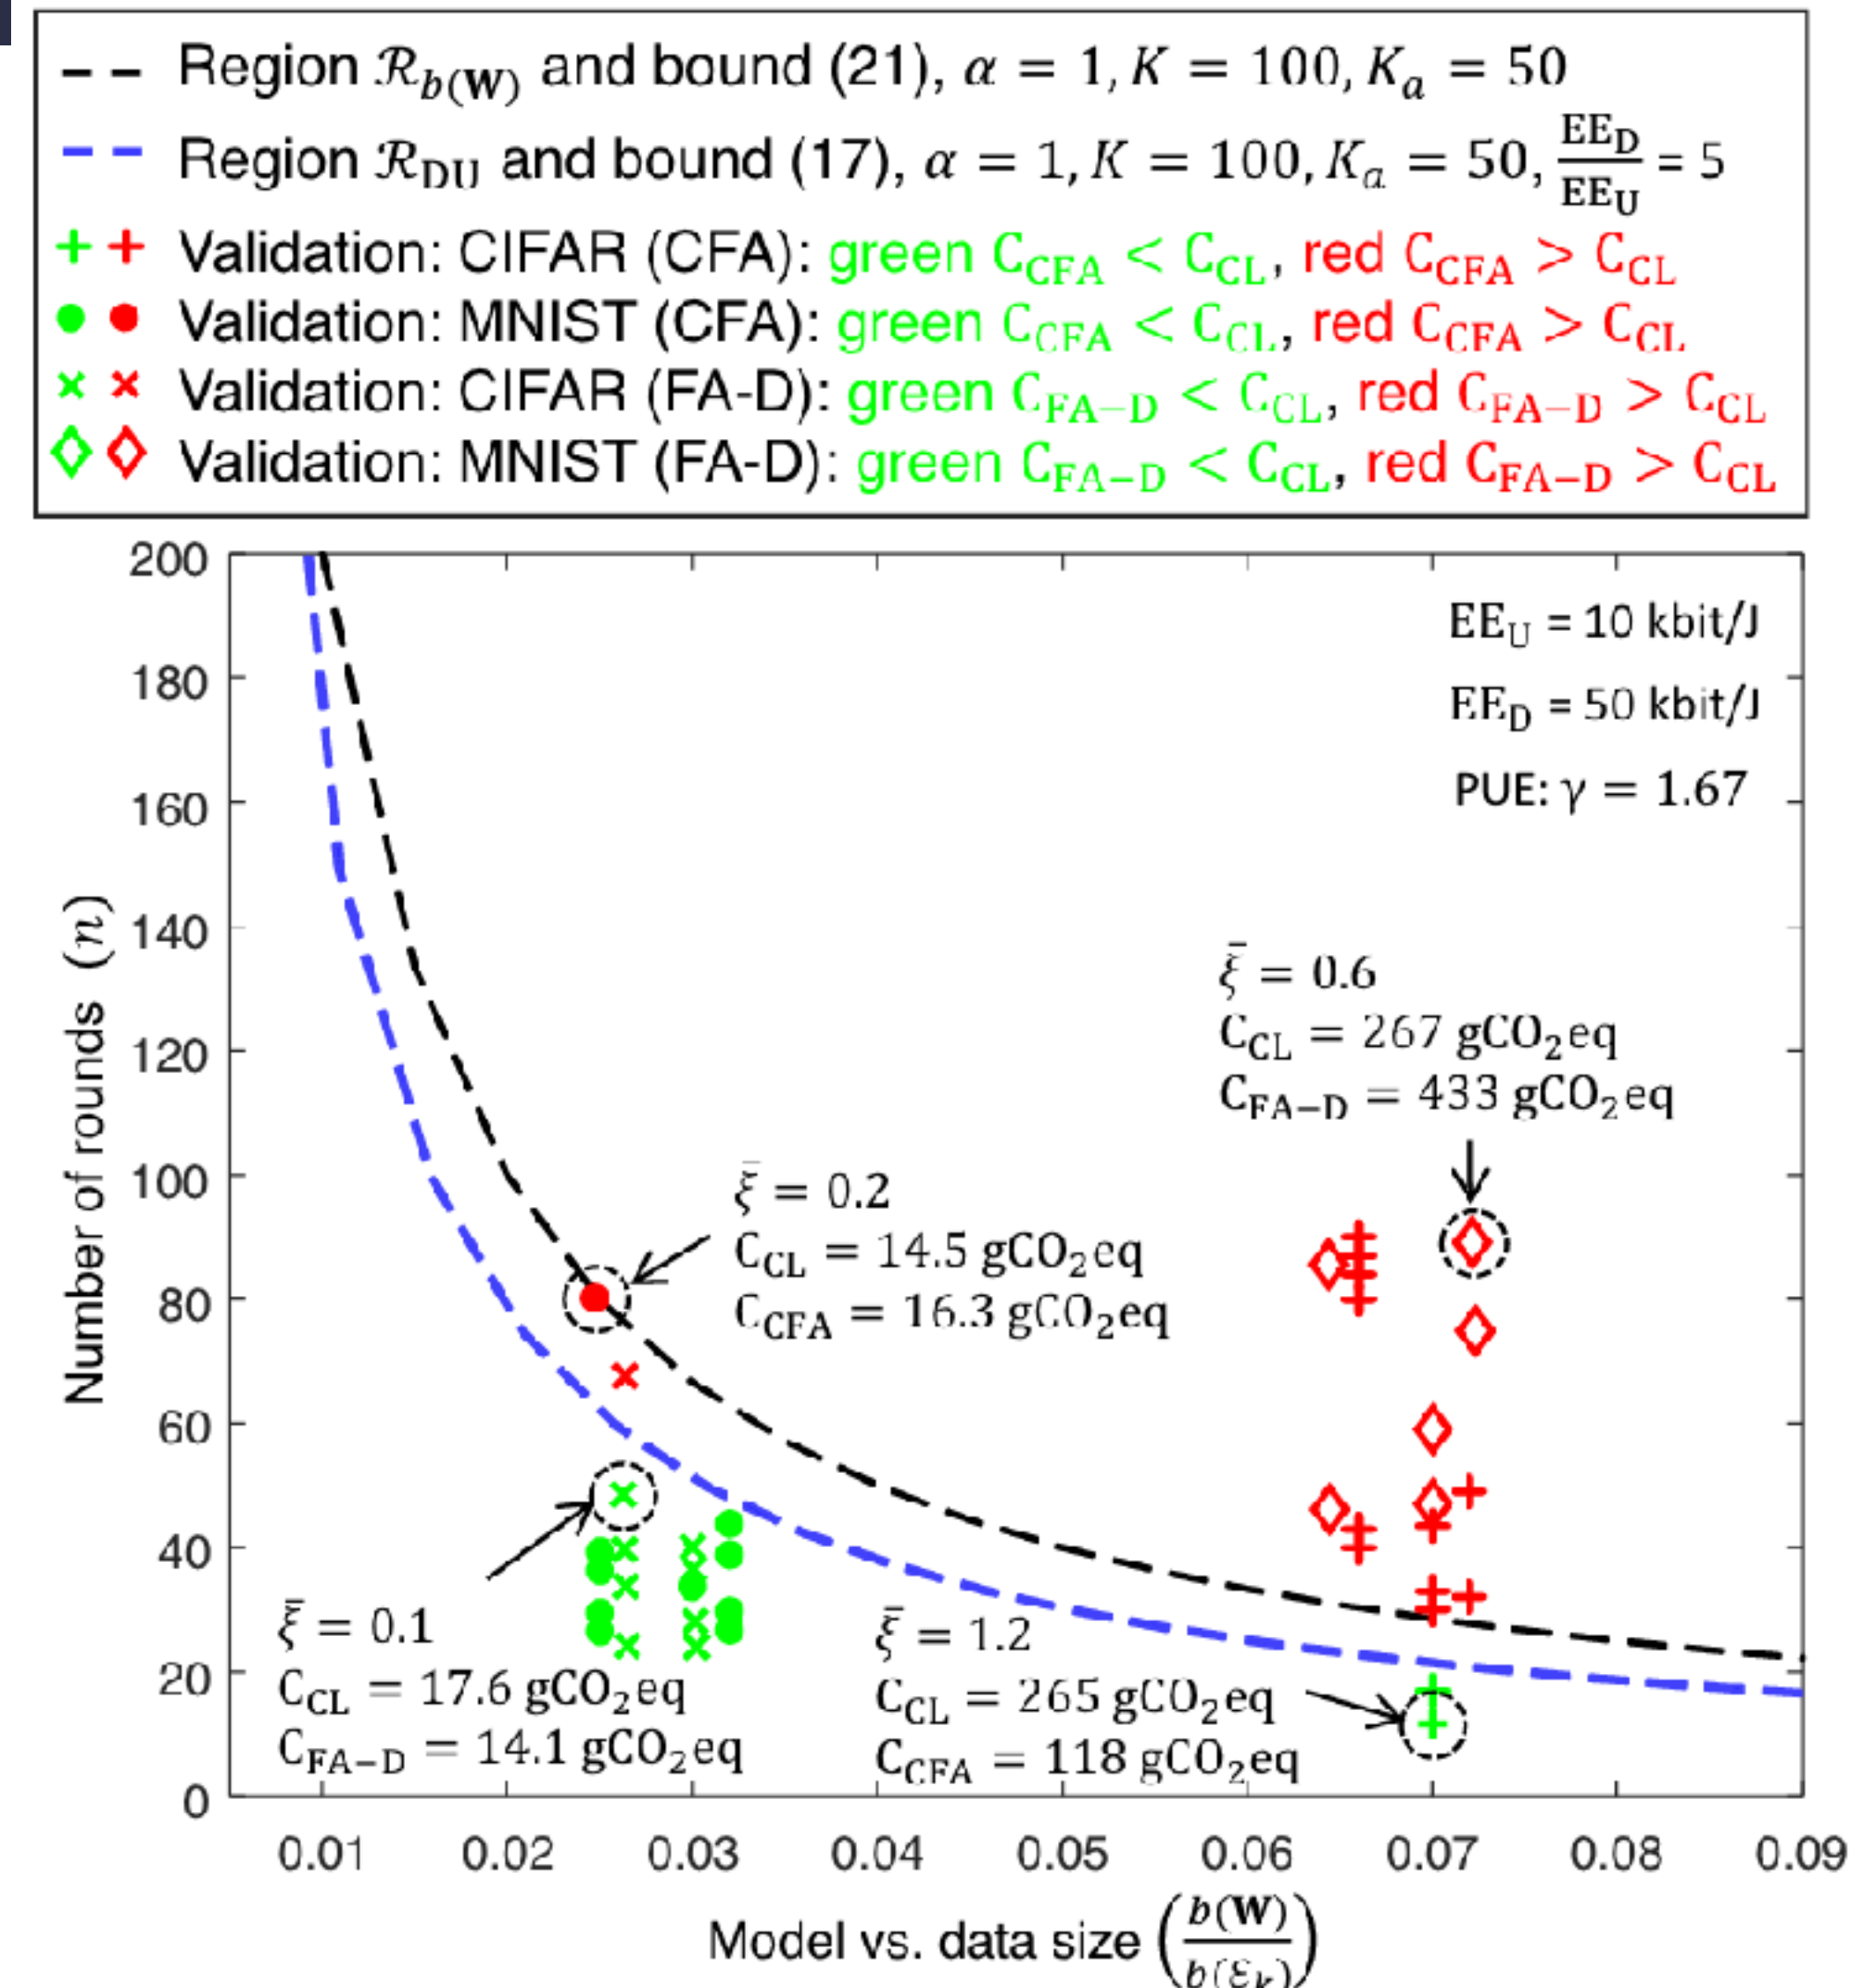 Region ℛ_b(𝐖) and bound (21), α = 1, K = 100, K_a = 50
Region ℛ_DU and bound (17), α = 1, K = 100, K_a = 50, EE_D/EE_U = 5
Validation: CIFAR (CFA): green C_CFA < C_CL, red C_CFA > C_CL
Validation: MNIST (CFA): green C_CFA < C_CL, red C_CFA > C_CL
Validation: CIFAR (FA-D): green C_FA−D < C_CL, red C_FA−D > C_CL
Validation: MNIST (FA-D): green C_FA−D < C_CL, red C_FA−D > C_CL
200
180
160
140
120
100
80
60
40
20
0
Number of rounds (n)
EE_U = 10 kbit/J
EE_D = 50 kbit/J
PUE: γ = 1.67
ξ̄ = 0.6
C_CL = 267 gCO₂eq
C_FA−D = 433 gCO₂eq
ξ̄ = 0.2
C_CL = 14.5 gCO₂eq
C_CFA = 16.3 gCO₂eq
ξ̄ = 0.1
C_CL = 17.6 gCO₂eq
C_FA−D = 14.1 gCO₂eq
ξ̄ = 1.2
C_CL = 265 gCO₂eq
C_CFA = 118 gCO₂eq
0.01 0.02 0.03 0.04 0.05 0.06 0.07 0.08 0.09
Model vs. data size (b(𝐖)/b(ℰ_k))